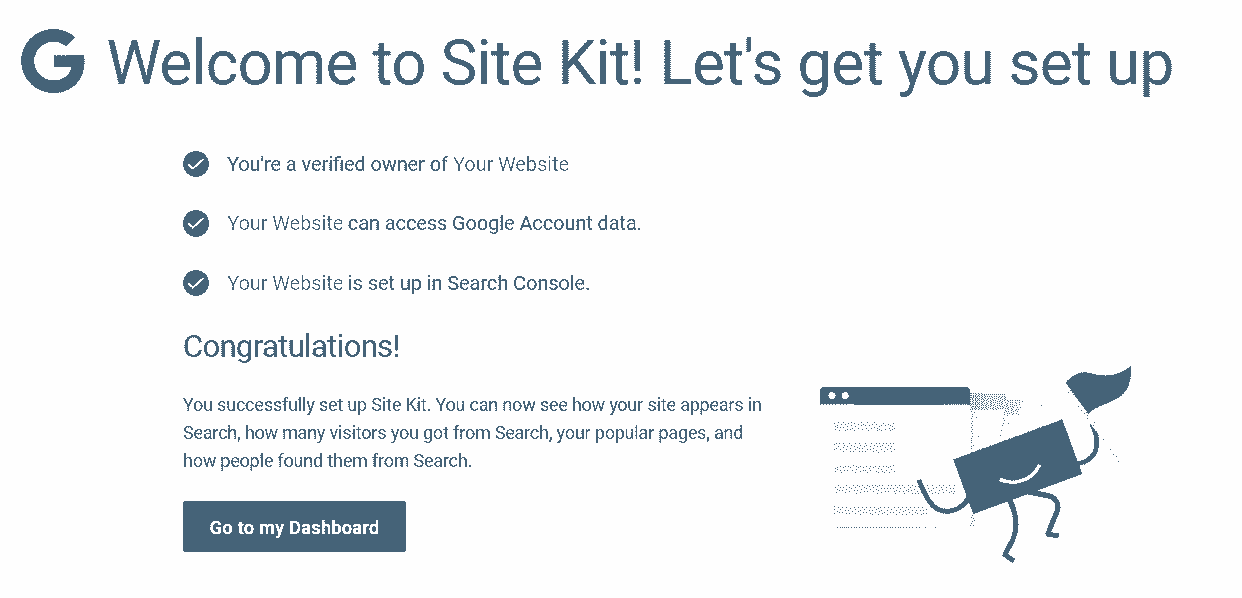 G Welcome to Site Kit! Let's get you set up
You're a verified owner of Your Website
Your Website can access Google Account data.
Your Website is set up in Search Console.
Congratulations!
You successfully set up Site Kit. You can now see how your site appears in
Search, how many visitors you got from Search, your popular pages, and
how people found them from Search.
Go to my Dashboard